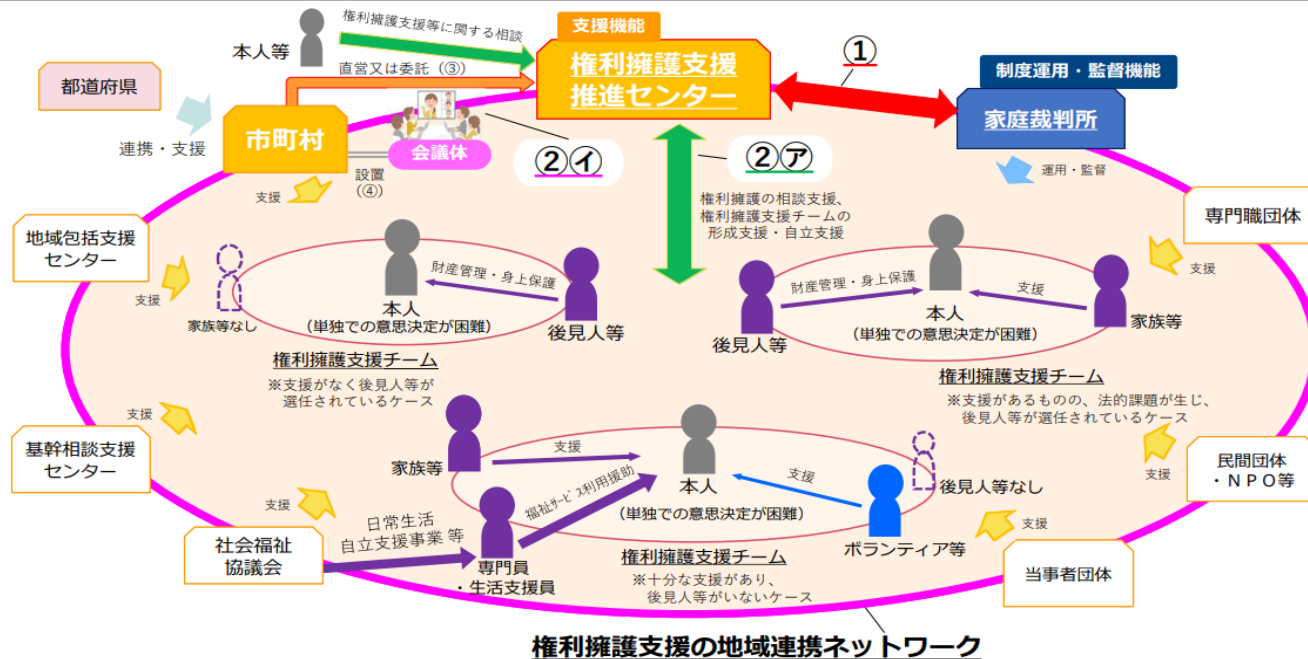 支援機能
権利擁護支援等に関する相談
本人等
権利擁護支援
推進センター
①
制度運用・監督機能
家庭裁判所
直営又は委託（③）
都道府県
連携・支援
市町村
会議体
設置
（④）
②イ
②ア
運用・監督
支援
権利擁護の相談支援、
権利擁護支援チームの
形成支援・自立支援
専門職団体
支援
地域包括支援
センター
支援
家族等なし
財産管理・身上保護
本人
（単独での意思決定が困難）
後見人等
権利擁護支援チーム
※支援がなく後見人等が
選任されているケース
財産管理・身上保護
支援
本人
（単独での意思決定が困難）
後見人等
家族等
権利擁護支援チーム
※支援があるものの、法的課題が生じ、
後見人等が選任されているケース
支援
基幹相談支援
センター
支援
民間団体
・ＮＰＯ等
家族等
支援
福祉ｻｰﾋﾞｽ利用援助
本人
（単独での意思決定が困難）
支援
後見人等なし
ボランティア等
支援
日常生活
自立支援事業 等
社会福祉
協議会
専門員
・生活支援員
権利擁護支援チーム
※十分な支援があり、
後見人等がいないケース
支援
当事者団体
権利擁護支援の地域連携ネットワーク